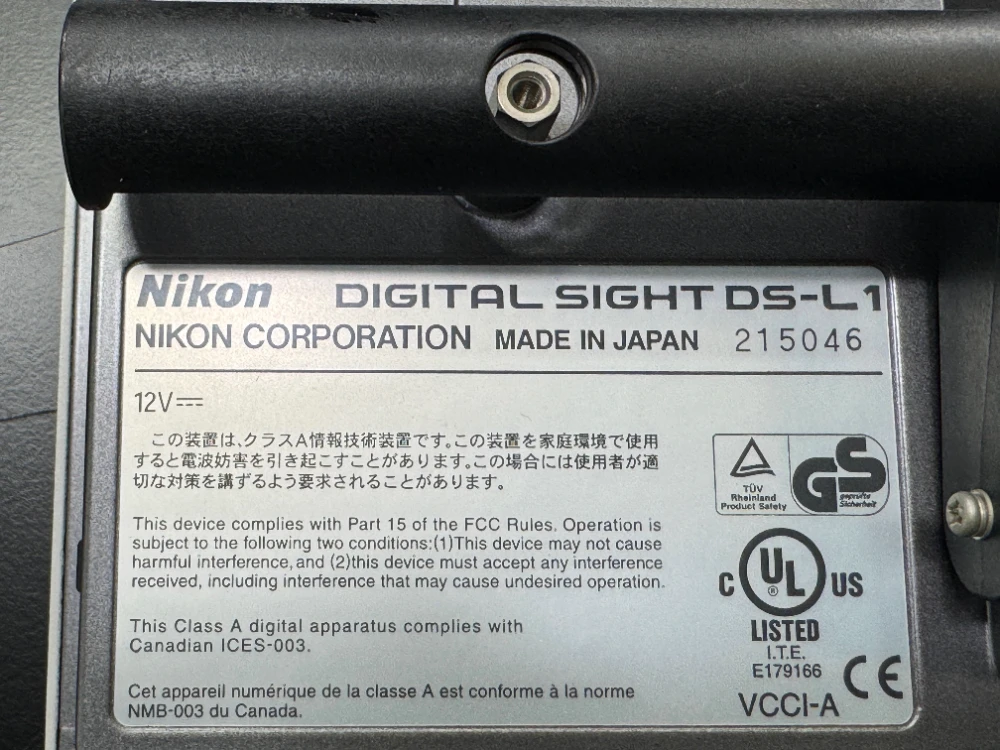 Nikon DIGITAL SIGHT DS-L1
NIKON CORPORATION MADE IN JAPAN 215046
12V⎓
この装置は、クラスA情報技術装置です。この装置を家庭環境で使用
すると電波妨害を引き起こすことがあります。この場合には使用者が適
切な対策を講ずるよう要求されることがあります。
TÜV
Rheinland
Product Safety
GS
geprüfte
Sicherheit
This device complies with Part 15 of the FCC Rules. Operation is
subject to the following two conditions:(1)This device may not cause
harmful interference, and (2)this device must accept any interference
received, including interference that may cause undesired operation.
C UL® US
LISTED
I.T.E.
E179166
CE
VCCI-A
This Class A digital apparatus complies with
Canadian ICES-003.
Cet appareil numérique de la classe A est conforme à la norme
NMB-003 du Canada.